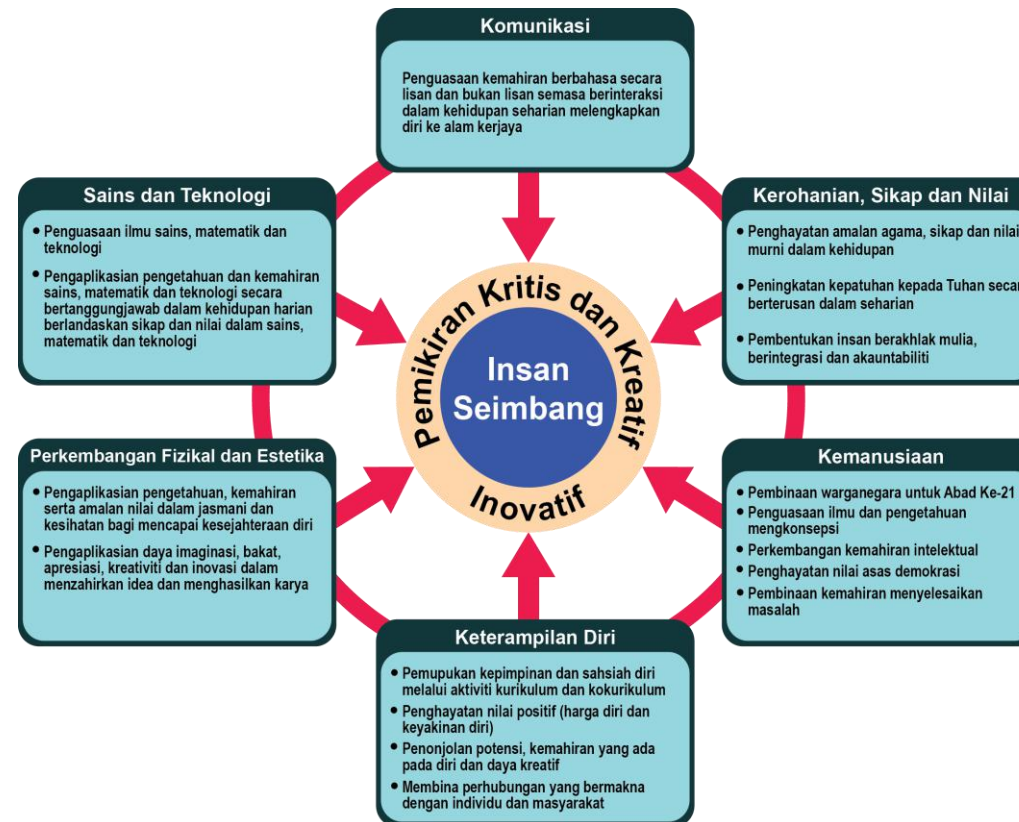 Komunikasi
Penguasaan kemahiran berbahasa secara
lisan dan bukan lisan semasa berinteraksi
dalam kehidupan seharian melengkapkan
diri ke alam kerjaya
Sains dan Teknologi
• Penguasaan ilmu sains, matematik dan
teknologi
• Pengaplikasian pengetahuan dan kemahiran
sains, matematik dan teknologi secara
bertanggungjawab dalam kehidupan harian
berlandaskan sikap dan nilai dalam sains,
matematik dan teknologi
Kerohanian, Sikap dan Nilai
• Penghayatan amalan agama, sikap dan nilai
murni dalam kehidupan
• Peningkatan kepatuhan kepada Tuhan secar
berterusan dalam seharian
• Pembentukan insan berakhlak mulia,
berintegrasi dan akauntabiliti
Pemikiran Kritis dan Kreatif
Insan
Seimbang
Inovatif
Perkembangan Fizikal dan Estetika
• Pengaplikasian pengetahuan, kemahiran
serta amalan nilai dalam jasmani dan
kesihatan bagi mencapai kesejahteraan diri
• Pengaplikasian daya imaginasi, bakat,
apresiasi, kreativiti dan inovasi dalam
menzahirkan idea dan menghasilkan karya
Kemanusiaan
• Pembinaan warganegara untuk Abad Ke-21
• Penguasaan ilmu dan pengetahuan
mengkonsepsi
• Perkembangan kemahiran intelektual
• Penghayatan nilai asas demokrasi
• Pembinaan kemahiran menyelesaikan
masalah
Keterampilan Diri
• Pemupukan kepimpinan dan sahsiah diri
melalui aktiviti kurikulum dan kokurikulum
• Penghayatan nilai positif (harga diri dan
keyakinan diri)
• Penonjolan potensi, kemahiran yang ada
pada diri dan daya kreatif
• Membina perhubungan yang bermakna
dengan individu dan masyarakat